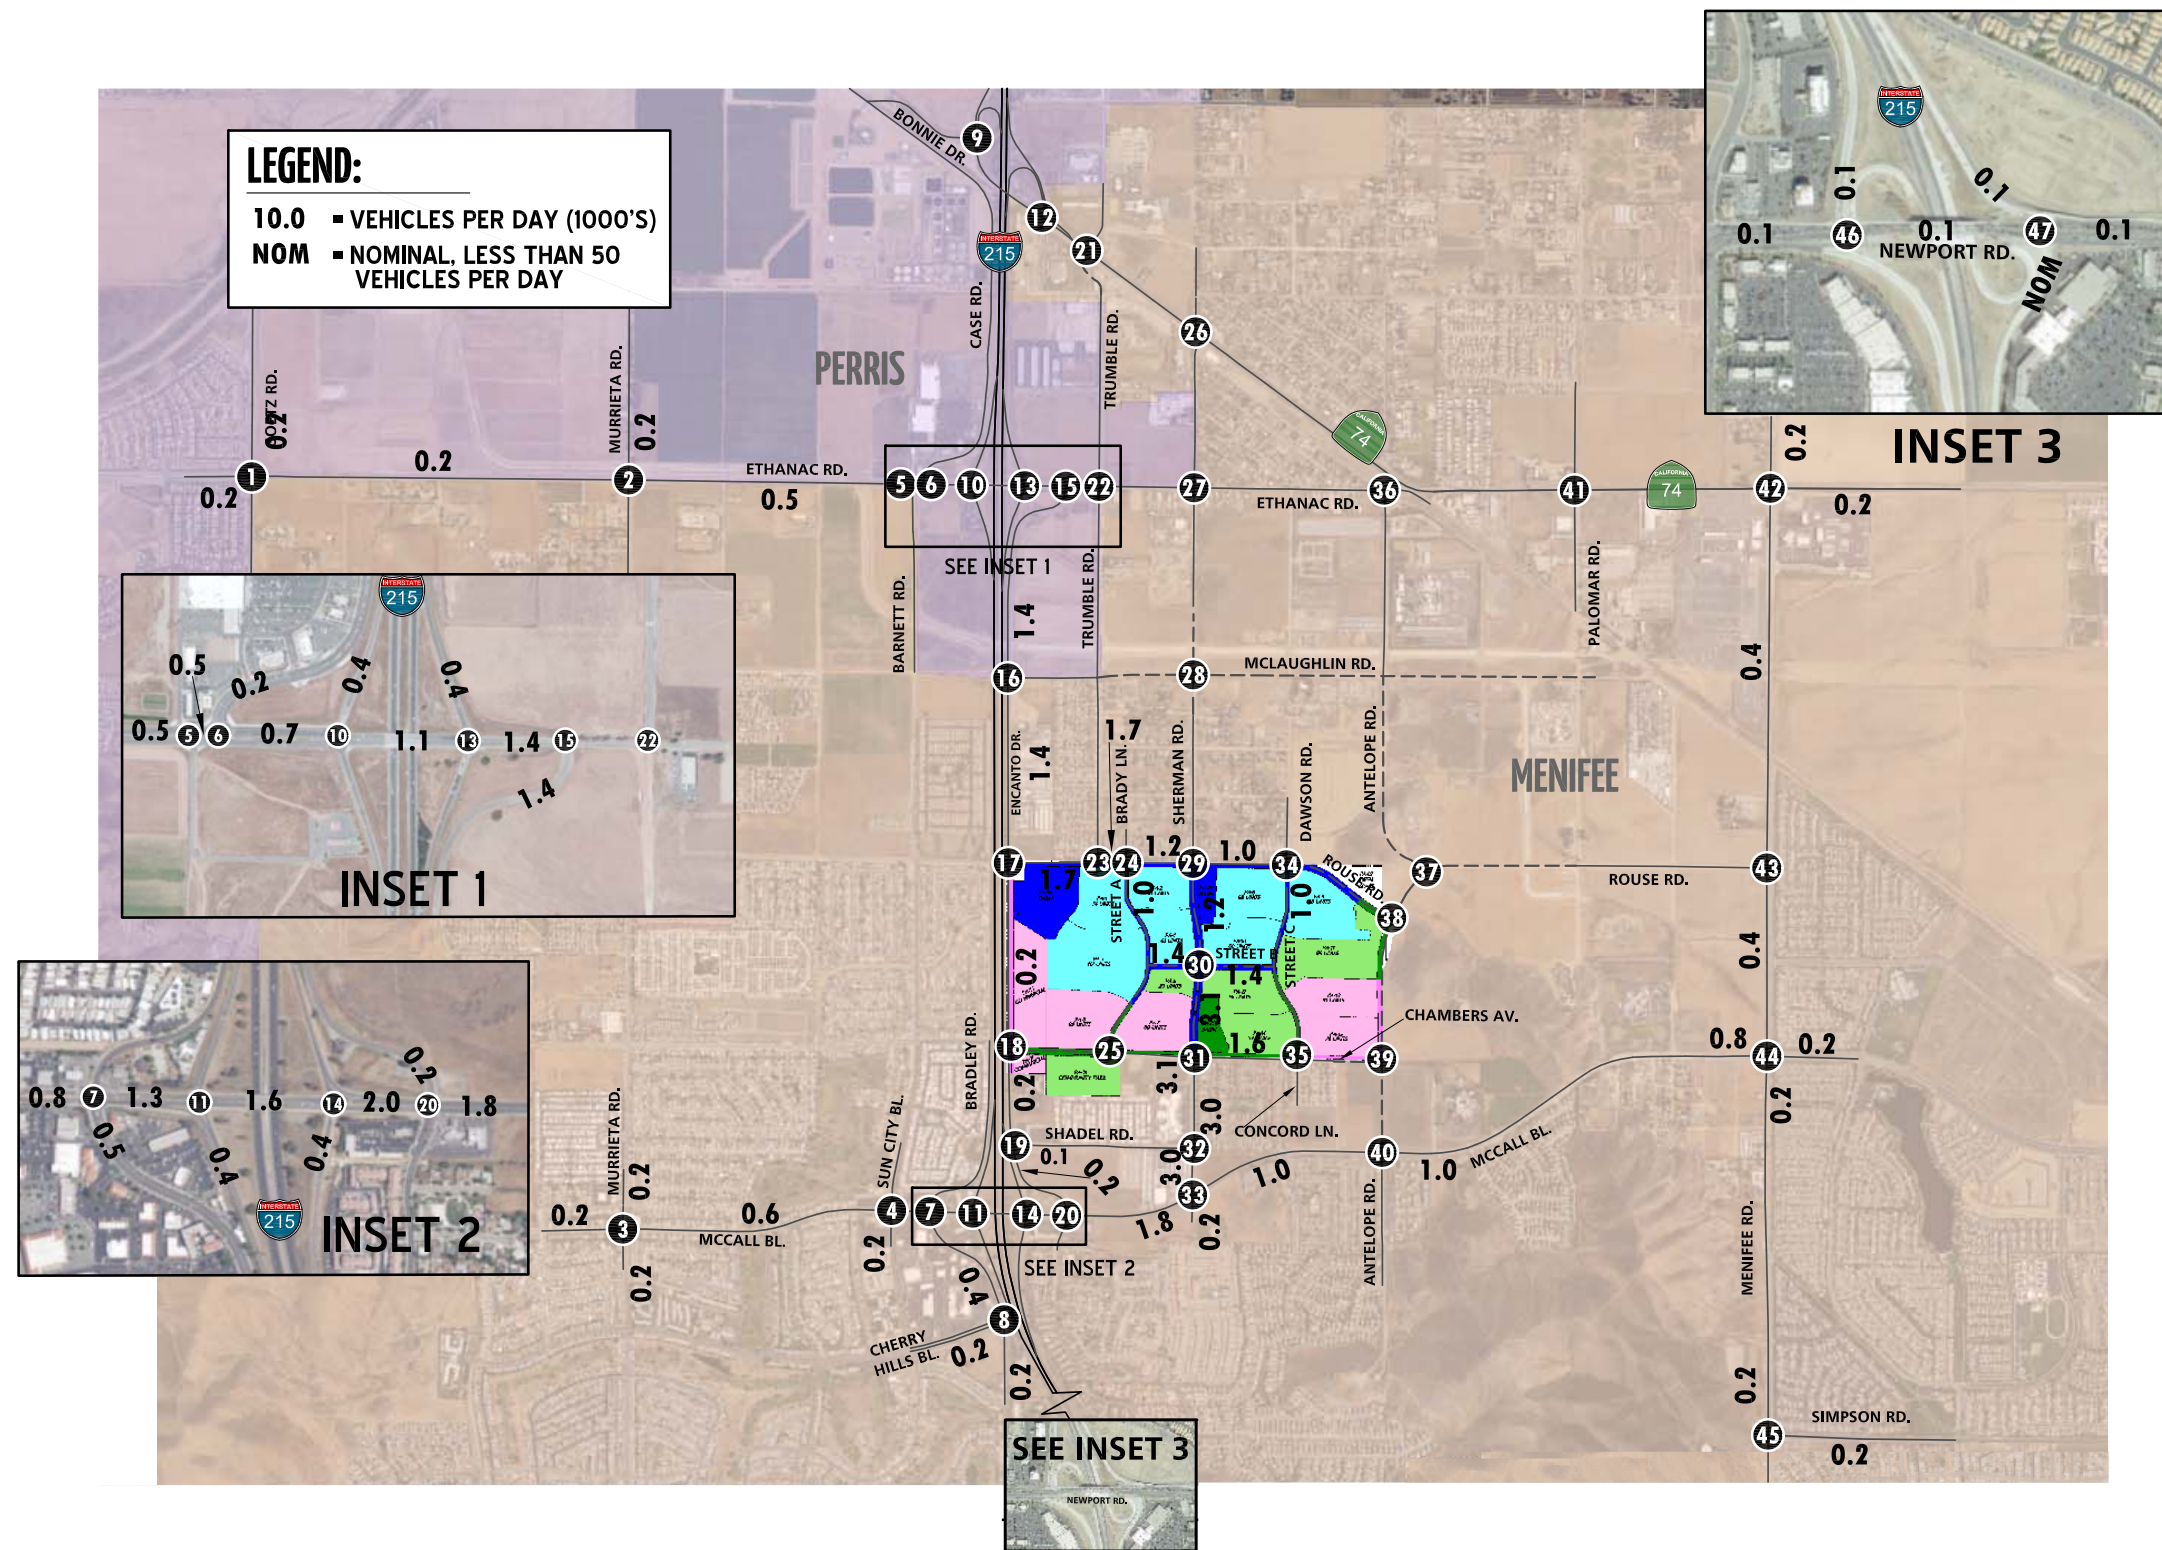 LEGEND:
10.0 = VEHICLES PER DAY (1000'S)
NOM = NOMINAL, LESS THAN 50
VEHICLES PER DAY
BONNIE DR.
9
12
21
INTERSTATE
215
CASE RD.
TRUMBLE RD.
26
PERRIS
MURRIETA RD.
0.2
0.2
1
0.2
0.2
2
ETHANAC RD.
0.5
5
6
10
13
15
22
27
ETHANAC RD.
36
CALIFORNIA
74
41
CALIFORNIA
74
42
0.2
0.2
SEE INSET 1
BARNETT RD.
1.4
TRUMBLE RD.
PALOMAR RD.
0.4
16
28
MCLAUGHLIN RD.
ENCANTO DR.
1.4
1.7
BRADY LN.
SHERMAN RD.
DAWSON RD.
ANTELOPE RD.
MENIFEE
17
1.7
23
24
1.2
29
1.0
34
ROUSE RD.
37
ROUSE RD.
43
STREET A
1.0
1.2
1.0
STREET C
38
0.2
1.4
30
STREET
1.4
0.4
18
25
31
1.6
35
39
CHAMBERS AV.
0.8
44
0.2
BRADLEY RD.
0.2
3.1
3.0
CONCORD LN.
0.2
19
SHADEL RD.
0.1
0.2
32
3.0
33
1.0
40
1.0
MCCALL BL.
MURRIETA RD.
0.2
SUN CITY BL.
0.2
3
0.6
MCCALL BL.
4
7
11
14
20
1.8
0.2
0.2
0.2
SEE INSET 2
0.4
8
CHERRY
HILLS BL.
0.2
0.2
ANTELOPE RD.
MENIFEE RD.
0.2
SIMPSON RD.
45
0.2
SEE INSET 3
NEWPORT RD.
INTERSTATE
215
0.5
0.2
0.4
0.4
0.5
5
6
0.7
10
1.1
13
1.4
15
22
1.4
INSET 1
0.8
7
1.3
11
1.6
14
2.0
20
1.8
0.2
0.5
0.4
0.4
INTERSTATE
215
INSET 2
INTERSTATE
215
0.1
0.1
0.1
46
0.1
47
0.1
NEWPORT RD.
NOM
INSET 3